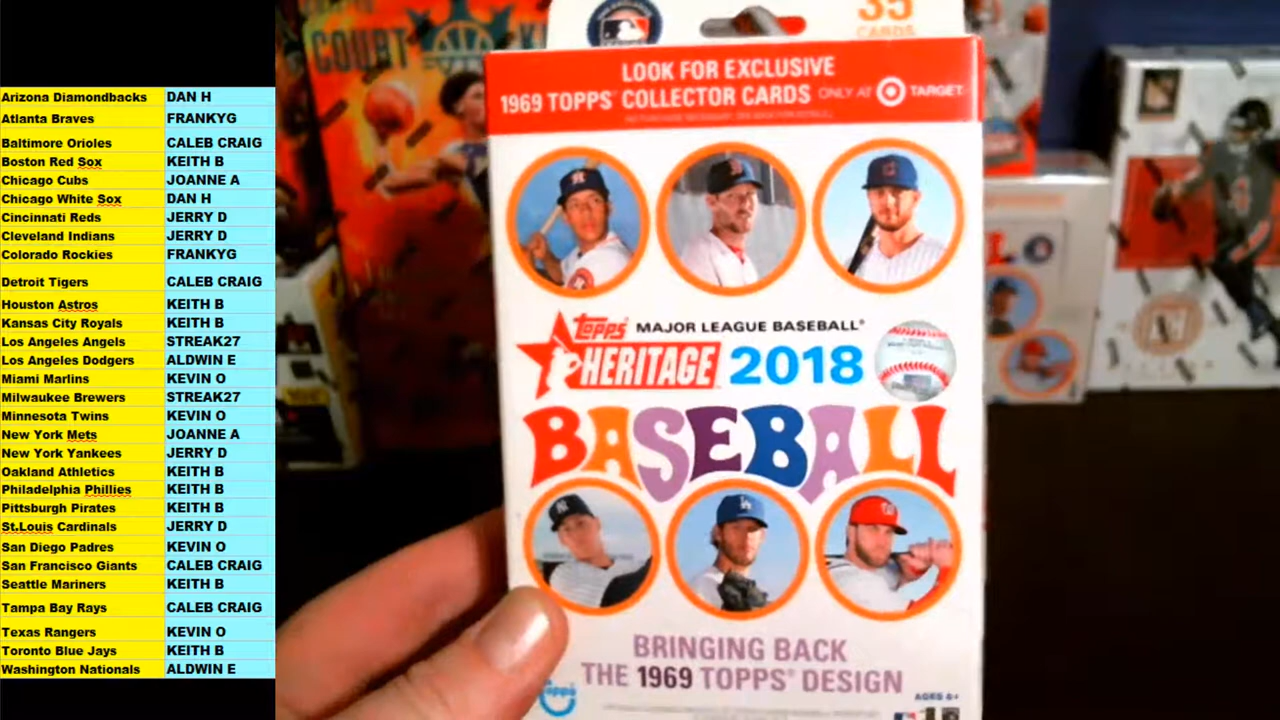 Arizona Diamondbacks DAN H
Atlanta Braves FRANKYG
Baltimore Orioles CALEB CRAIG
Boston Red Sox KEITH B
Chicago Cubs JOANNE A
Chicago White Sox DAN H
Cincinnati Reds JERRY D
Cleveland Indians JERRY D
Colorado Rockies FRANKYG
Detroit Tigers CALEB CRAIG
Houston Astros KEITH B
Kansas City Royals KEITH B
Los Angeles Angels STREAK27
Los Angeles Dodgers ALDWIN E
Miami Marlins KEVIN O
Milwaukee Brewers STREAK27
Minnesota Twins KEVIN O
New York Mets JOANNE A
New York Yankees JERRY D
Oakland Athletics KEITH B
Philadelphia Phillies KEITH B
Pittsburgh Pirates KEITH B
St.Louis Cardinals JERRY D
San Diego Padres KEVIN O
San Francisco Giants CALEB CRAIG
Seattle Mariners KEITH B
Tampa Bay Rays CALEB CRAIG
Texas Rangers KEVIN O
Toronto Blue Jays KEITH B
Washington Nationals ALDWIN E
COURT
35
CARDS
LOOK FOR EXCLUSIVE
1969 TOPPS COLLECTOR CARDS ONLY AT TARGET
Topps MAJOR LEAGUE BASEBALL
HERITAGE 2018
BASEBALL
BRINGING BACK
THE 1969 TOPPS DESIGN
Topps
AGES 6+